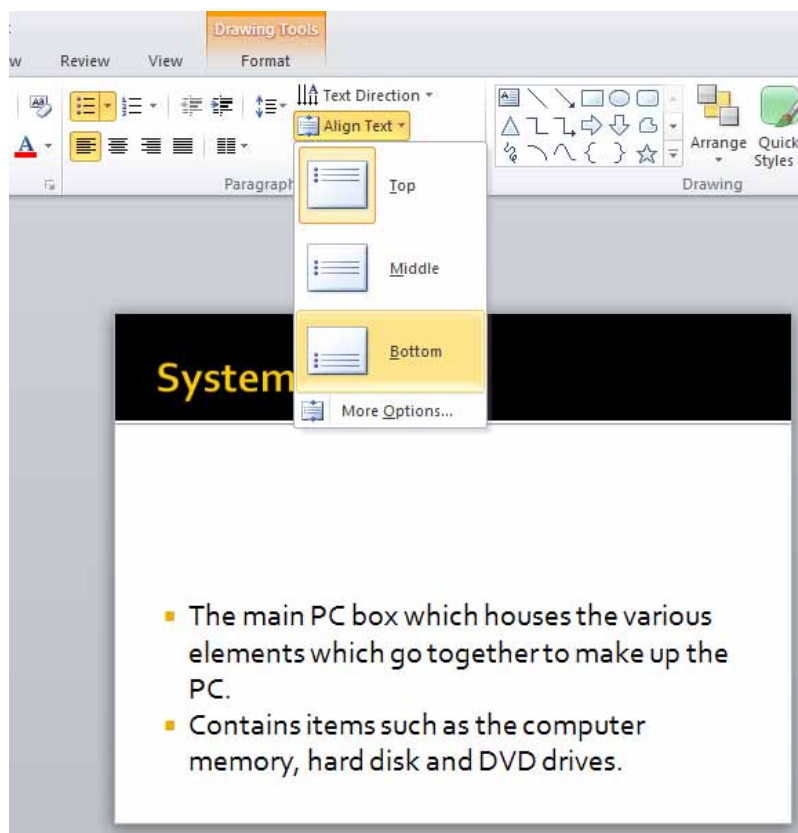 Drawing Tools
w Review View Format
Text Direction
A Align Text
Arrange Quick Styles
Paragraph Drawing
Top
Middle
Bottom
More Options...
System
The main PC box which houses the various
elements which go together to make up the
PC.
Contains items such as the computer
memory, hard disk and DVD drives.